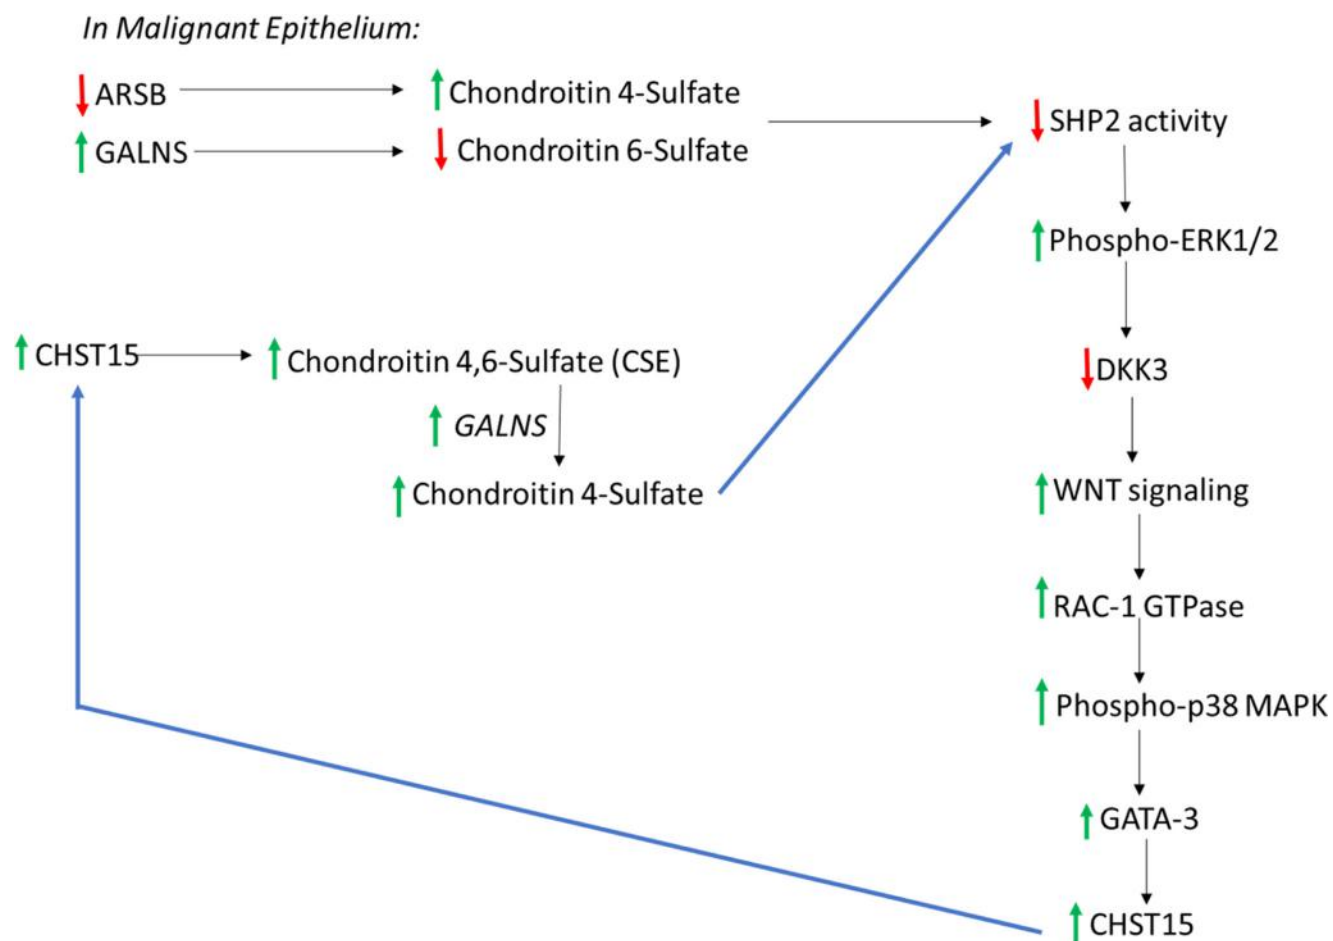 In Malignant Epithelium:
ARSB
Chondroitin 4-Sulfate
GALNS
Chondroitin 6-Sulfate
SHP2 activity
Phospho-ERK1/2
CHST15
Chondroitin 4,6-Sulfate (CSE)
DKK3
GALNS
Chondroitin 4-Sulfate
WNT signaling
RAC-1 GTPase
Phospho-p38 MAPK
GATA-3
CHST15